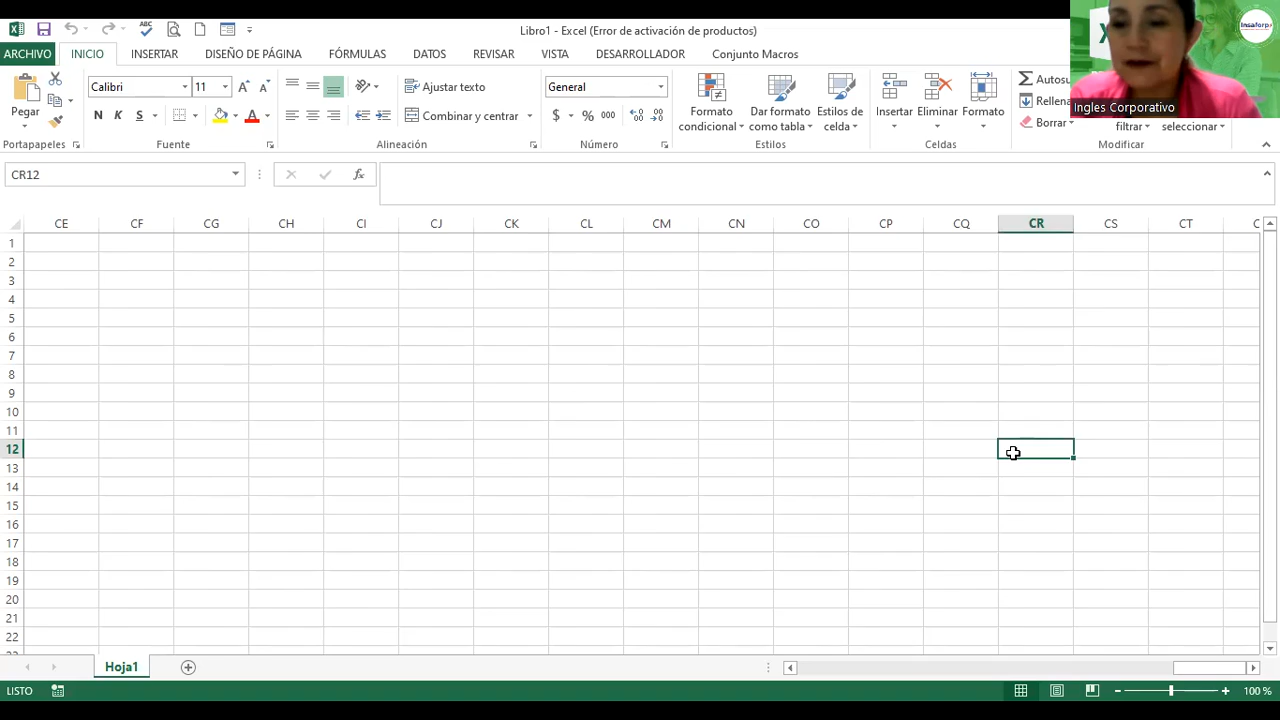 Libro1 - Excel (Error de activación de productos)
Insaforp
ARCHIVO INICIO INSERTAR DISEÑO DE PÁGINA FÓRMULAS DATOS REVISAR VISTA DESARROLLADOR Conjunto Macros
ABC
Pegar
Calibri 11 A A
N K S A
Ajustar texto
Combinar y centrar
General
$ % 000
Formato condicional
Dar formato como tabla
Estilos de celda
Insertar Eliminar Formato
Σ
Borrar
filtrar seleccionar
Ingles Corporativo
Portapapeles Fuente Alineación Número Estilos Celdas Modificar
CR12 fx
CE CF CG CH CI CJ CK CL CM CN CO CP CQ CR CS CT
1
2
3
4
5
6
7
8
9
10
11
12
13
14
15
16
17
18
19
20
21
22
Hoja1
LISTO 100 %